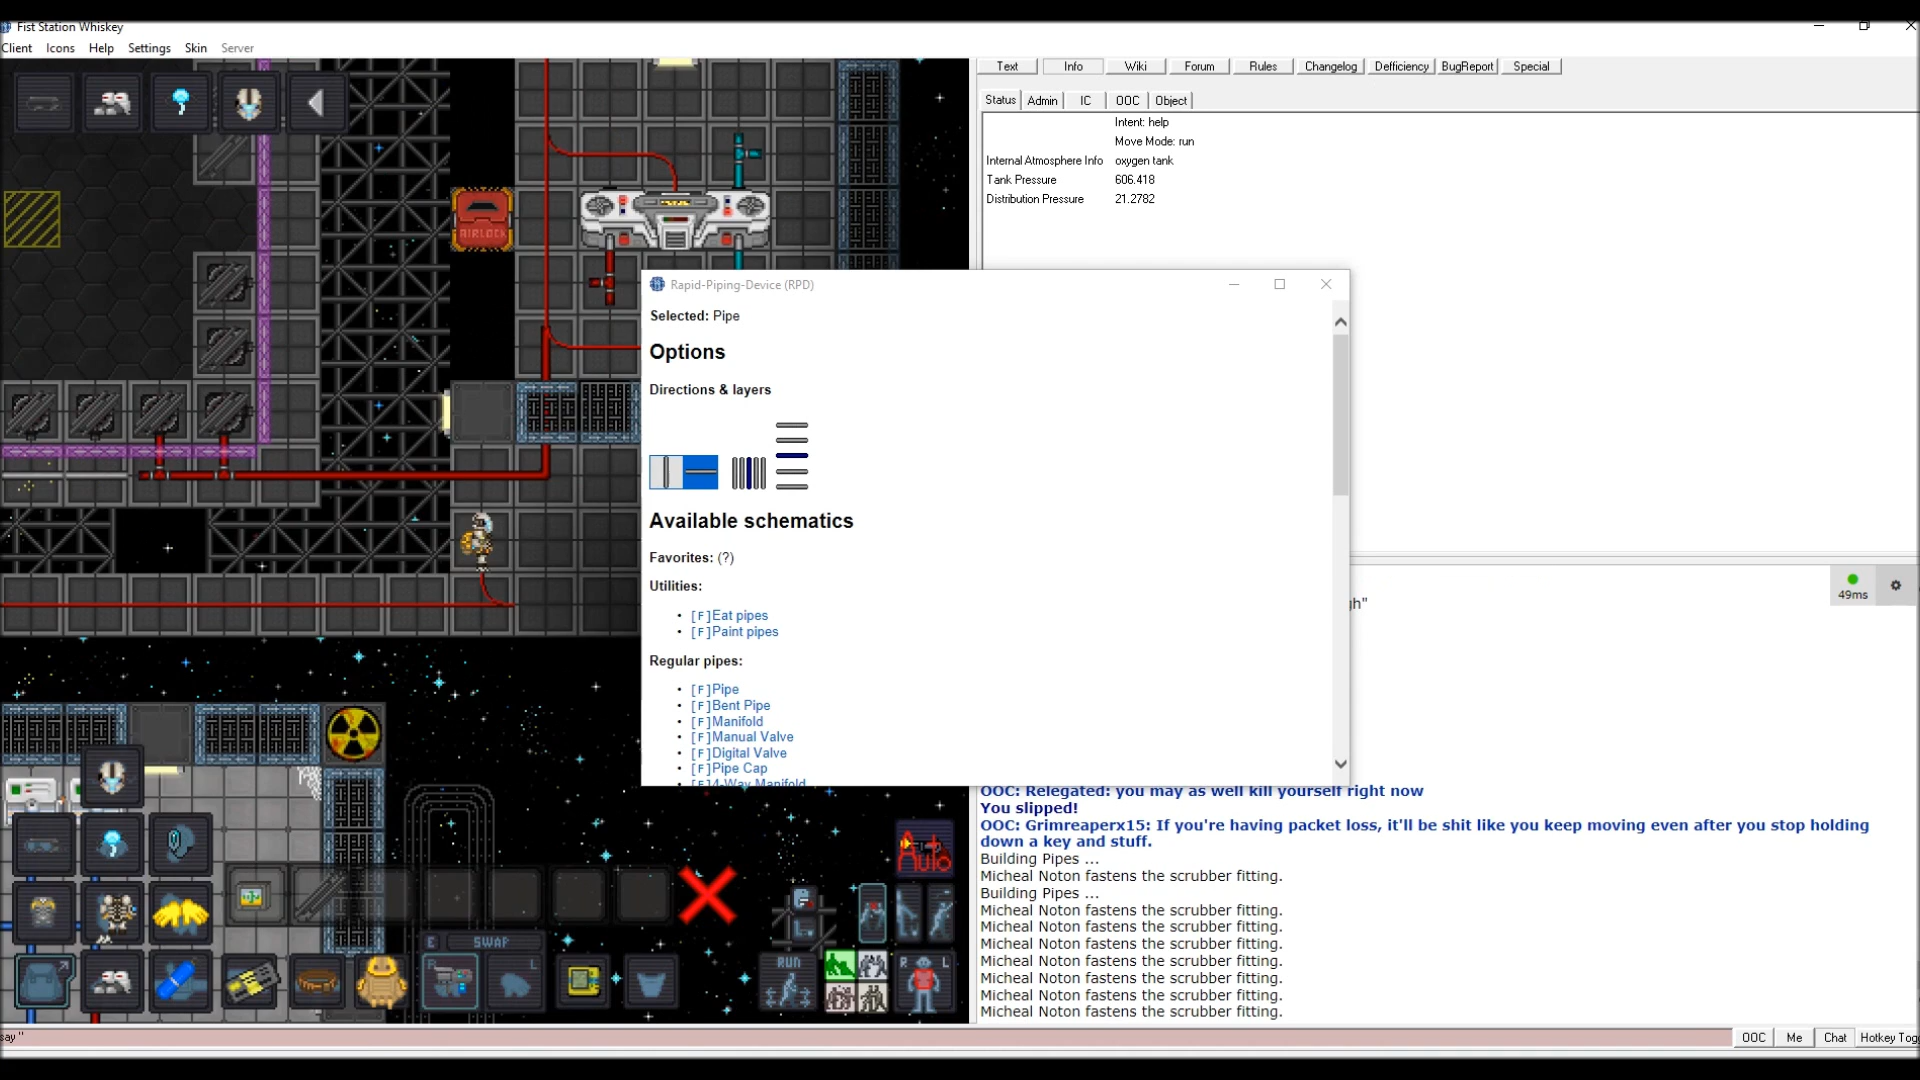 Fist Station Whiskey
Client Icons Help Settings Skin Server
Text Info Wiki Forum Rules Changelog Defficiency BugReport Special
Status Admin IC OOC Object
Intent: help
Move Mode: run
Internal Atmosphere Info oxygen tank
Tank Pressure 606.418
Distribution Pressure 21.2782
AIRLOCK
Rapid-Piping-Device (RPD)
Selected: Pipe
Options
Directions & layers
Available schematics
Favorites: (?)
Utilities:
[F]Eat pipes
[F]Paint pipes
Regular pipes:
[F]Pipe
[F]Bent Pipe
[F]Manifold
[F]Manual Valve
[F]Digital Valve
[F]Pipe Cap
[F]4-Way Manifold
49ms
gh"
OOC: Relegated: you may as well kill yourself right now
You slipped!
OOC: Grimreaperx15: If you're having packet loss, it'll be shit like you keep moving even after you stop holding
down a key and stuff.
Building Pipes ...
Micheal Noton fastens the scrubber fitting.
Building Pipes ...
Micheal Noton fastens the scrubber fitting.
Micheal Noton fastens the scrubber fitting.
Micheal Noton fastens the scrubber fitting.
Micheal Noton fastens the scrubber fitting.
Micheal Noton fastens the scrubber fitting.
Micheal Noton fastens the scrubber fitting.
Micheal Noton fastens the scrubber fitting.
Auto
E SWAP
R L
RUN
R L
say "
OOC Me Chat Hotkey Togg